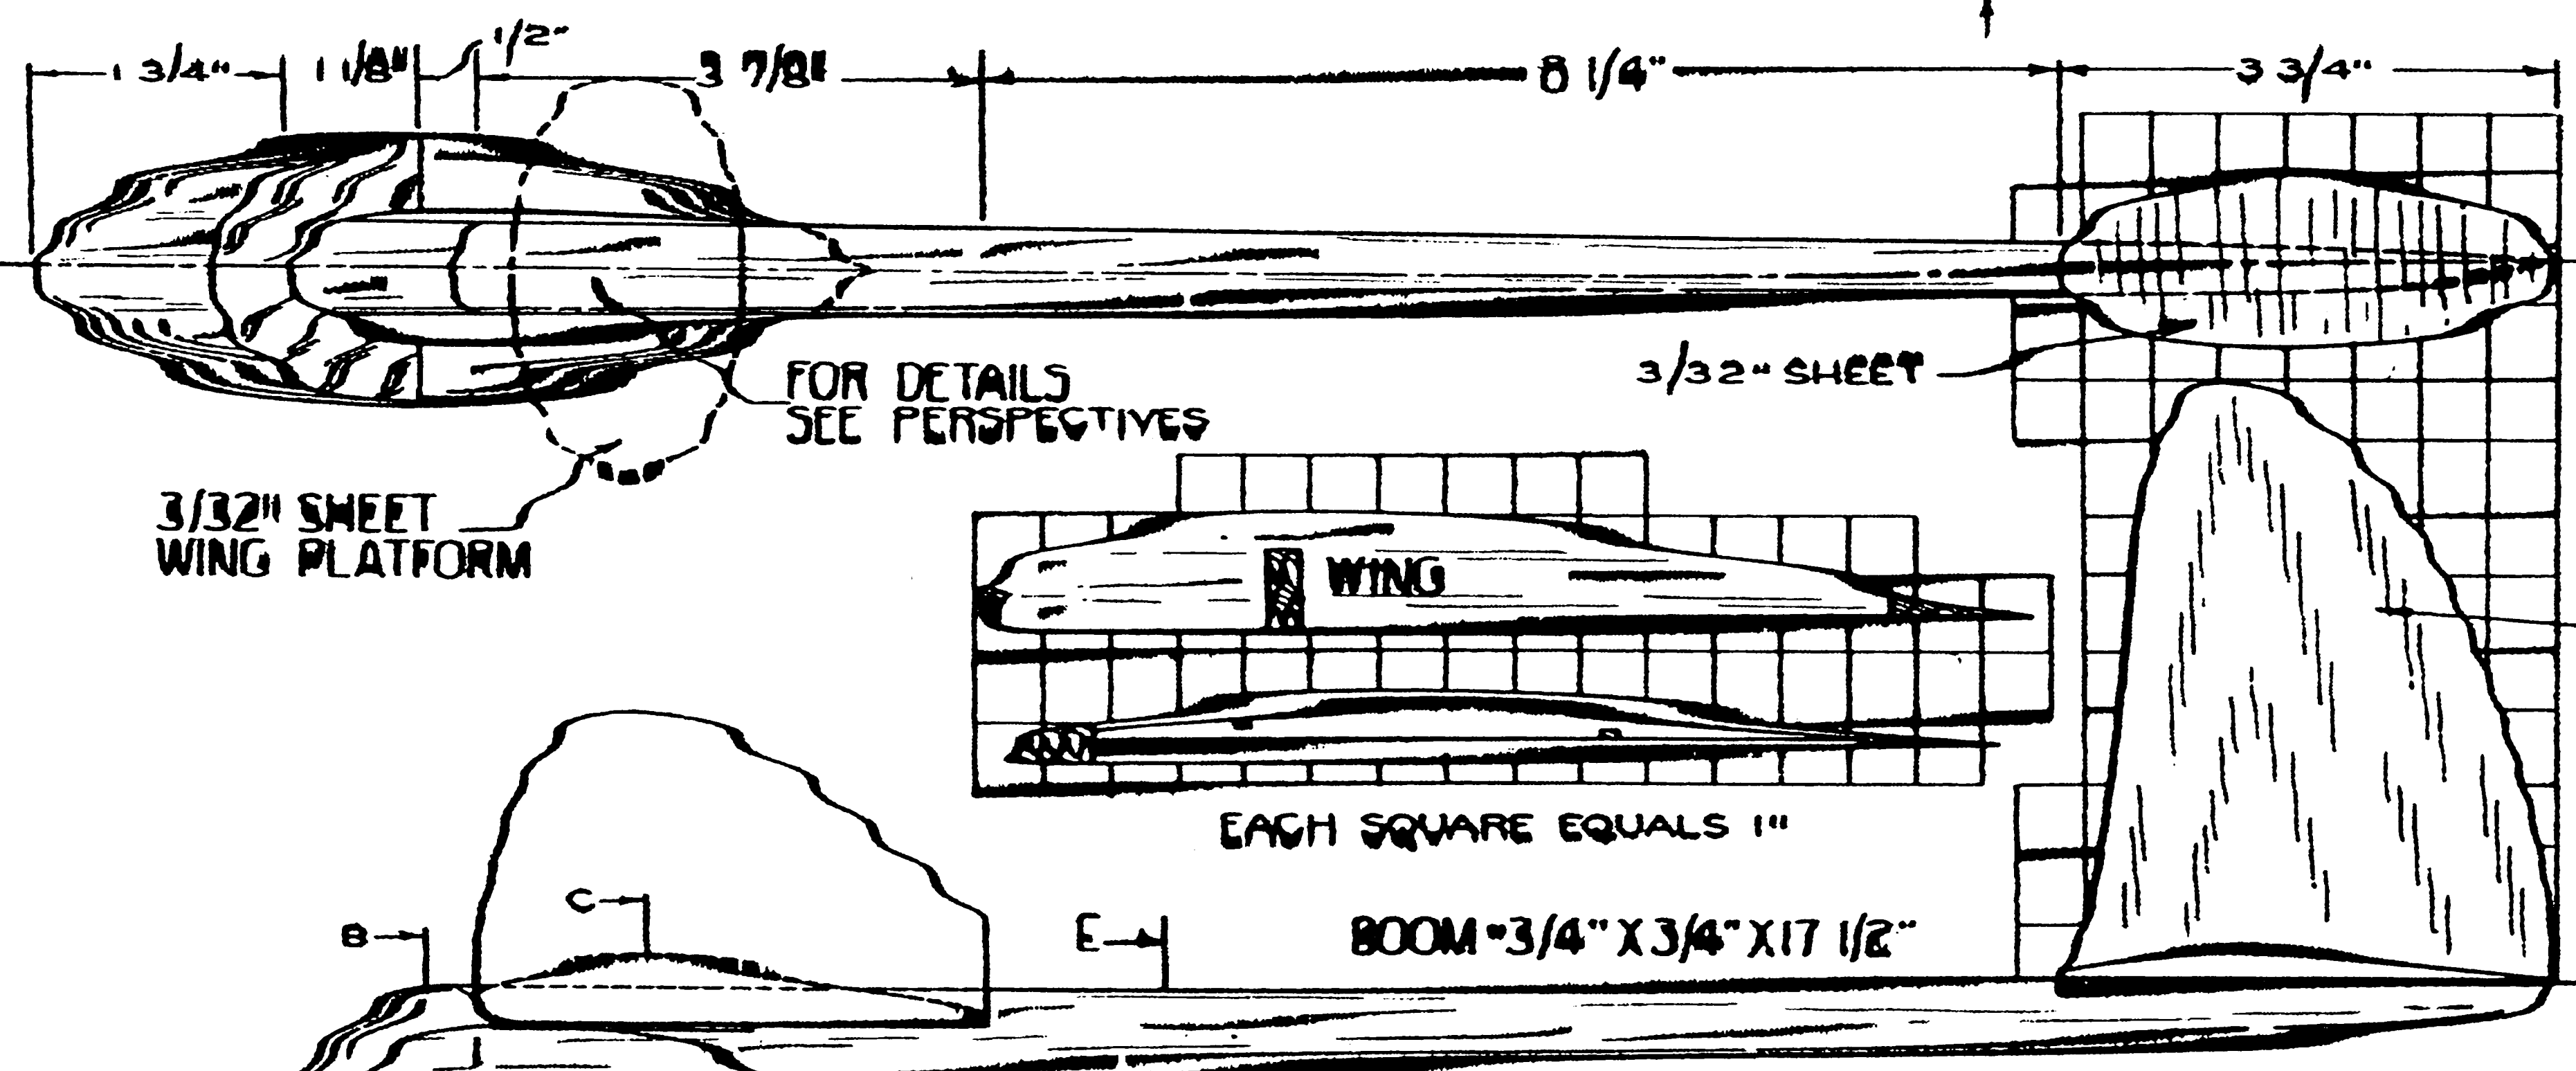 1 3/4" 1 1/8" 1/2" 3 7/8" 8 1/4" 3 3/4"
FOR DETAILS
SEE PERSPECTIVES
3/32" SHEET
3/32" SHEET
WING PLATFORM
WING
EACH SQUARE EQUALS 1"
C
B
E
BOOM - 3/4" X 3/4" X 17 1/2"